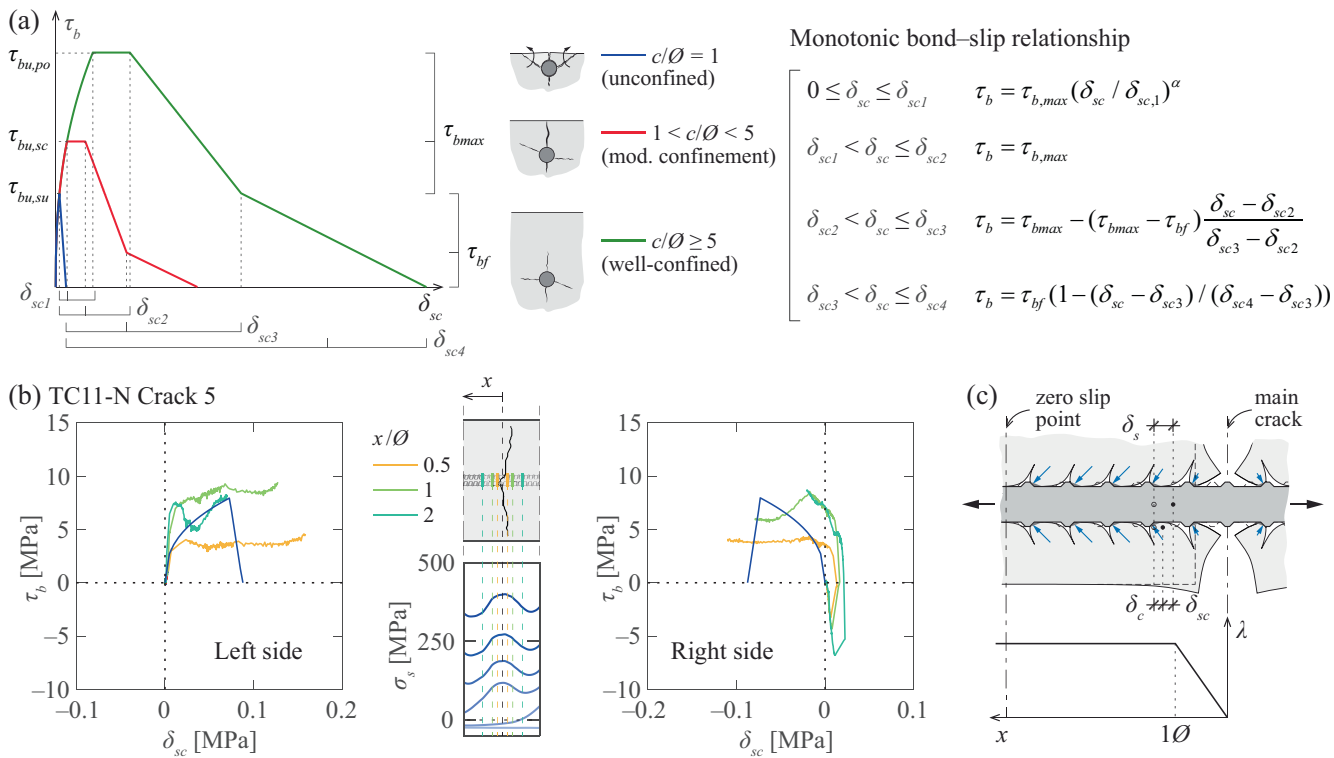 (a)
τb
τbu,po
τbu,sc
τbu,su
τbmax
τbf
δsc
δsc1
δsc2
δsc3
δsc4
c/Ø = 1
(unconfined)
1 < c/Ø < 5
(mod. confinement)
c/Ø ≥ 5
(well-confined)
Monotonic bond–slip relationship
0 ≤ δsc ≤ δsc1 τb = τb,max(δsc / δsc,1)^α
δsc1 < δsc ≤ δsc2 τb = τb,max
δsc2 < δsc ≤ δsc3 τb = τbmax − (τbmax − τbf) (δsc − δsc2)/(δsc3 − δsc2)
δsc3 < δsc ≤ δsc4 τb = τbf (1 − (δsc − δsc3) / (δsc4 − δsc3))
(b) TC11-N Crack 5
τb [MPa]
15
10
5
0
−5
−10
−0.1 0 0.1 0.2
δsc [MPa]
Left side
x/Ø
0.5
1
2
x
σs [MPa]
500
250
0
τb [MPa]
15
10
5
0
−5
−10
−0.2 −0.1 0 0.1
δsc [MPa]
Right side
(c)
zero slip
point
main
crack
δs
δc
δsc
λ
x
1Ø